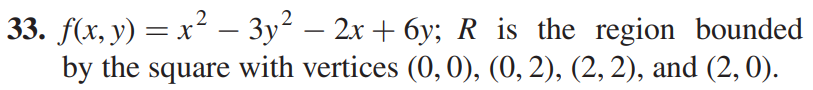 33. f(x, y) = x² − 3y² − 2x + 6y; R is the region bounded
by the square with vertices (0, 0), (0, 2), (2, 2), and (2, 0).